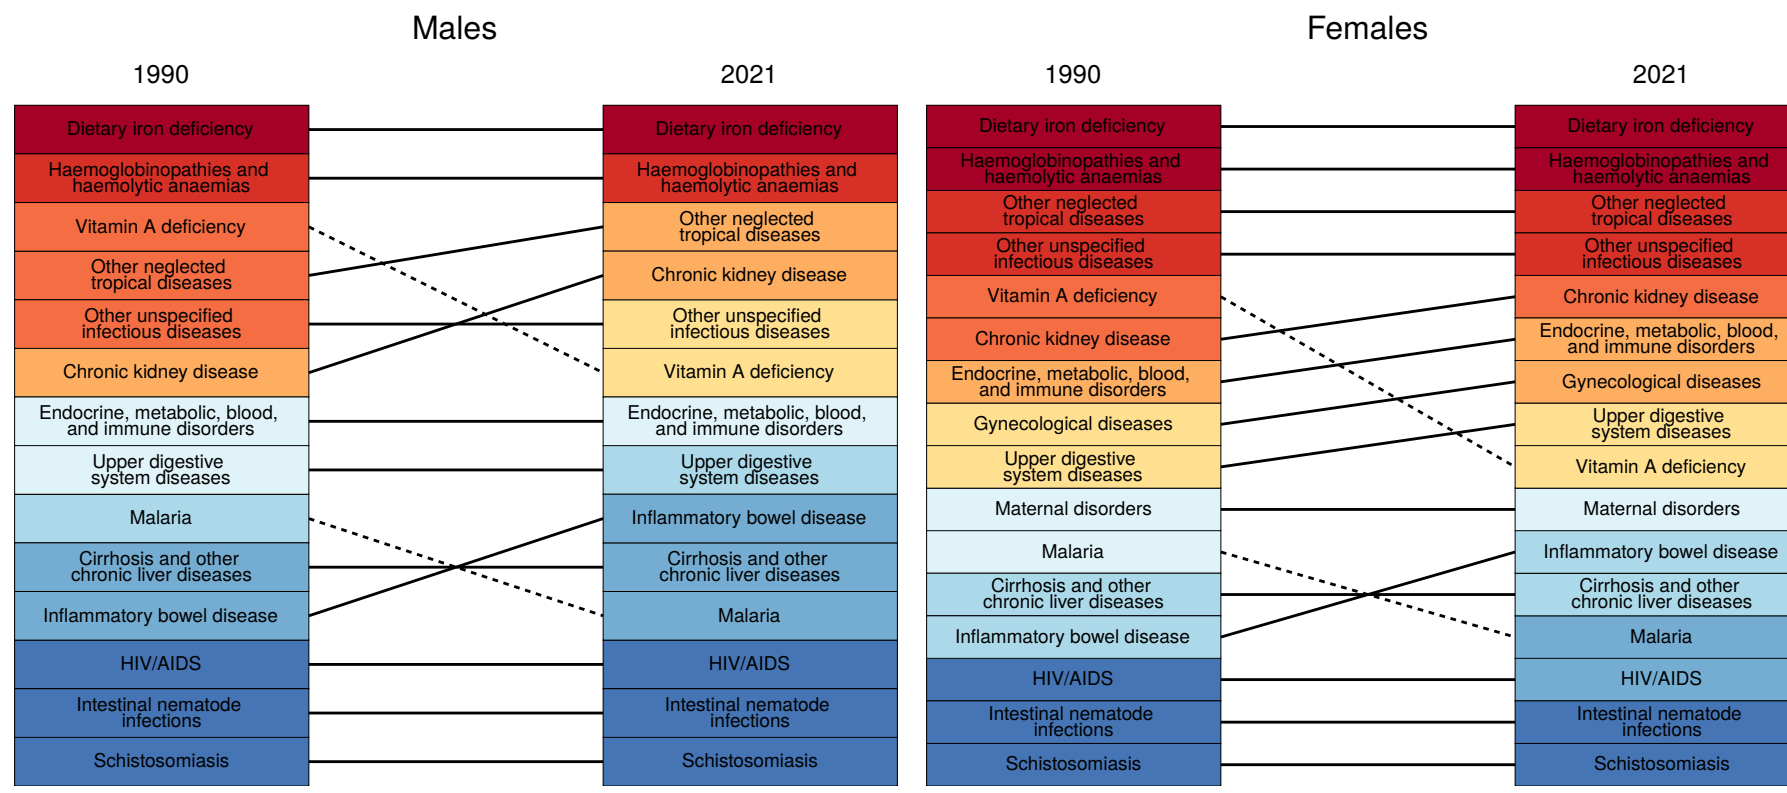 Males
1990
2021
Dietary iron deficiency
Haemoglobinopathies and
haemolytic anaemias
Vitamin A deficiency
Other neglected
tropical diseases
Other unspecified
infectious diseases
Chronic kidney disease
Endocrine, metabolic, blood,
and immune disorders
Upper digestive
system diseases
Malaria
Cirrhosis and other
chronic liver diseases
Inflammatory bowel disease
HIV/AIDS
Intestinal nematode
infections
Schistosomiasis
Dietary iron deficiency
Haemoglobinopathies and
haemolytic anaemias
Other neglected
tropical diseases
Chronic kidney disease
Other unspecified
infectious diseases
Vitamin A deficiency
Endocrine, metabolic, blood,
and immune disorders
Upper digestive
system diseases
Inflammatory bowel disease
Cirrhosis and other
chronic liver diseases
Malaria
HIV/AIDS
Intestinal nematode
infections
Schistosomiasis
Females
1990
2021
Dietary iron deficiency
Haemoglobinopathies and
haemolytic anaemias
Other neglected
tropical diseases
Other unspecified
infectious diseases
Vitamin A deficiency
Chronic kidney disease
Endocrine, metabolic, blood,
and immune disorders
Gynecological diseases
Upper digestive
system diseases
Maternal disorders
Malaria
Cirrhosis and other
chronic liver diseases
Inflammatory bowel disease
HIV/AIDS
Intestinal nematode
infections
Schistosomiasis
Dietary iron deficiency
Haemoglobinopathies and
haemolytic anaemias
Other neglected
tropical diseases
Other unspecified
infectious diseases
Chronic kidney disease
Endocrine, metabolic, blood,
and immune disorders
Gynecological diseases
Upper digestive
system diseases
Vitamin A deficiency
Maternal disorders
Inflammatory bowel disease
Cirrhosis and other
chronic liver diseases
Malaria
HIV/AIDS
Intestinal nematode
infections
Schistosomiasis